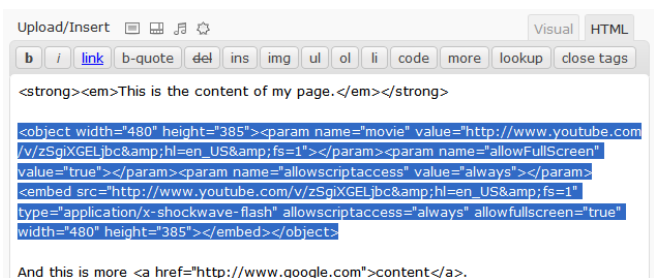 Upload/Insert Visual HTML
b i link b-quote del ins img ul ol li code more lookup close tags
<strong><em>This is the content of my page.</em></strong>
<object width="480" height="385"><param name="movie" value="http://www.youtube.com
/v/zSgiXGELjbc&amp;hl=en_US&amp;fs=1"></param><param name="allowFullScreen"
value="true"></param><param name="allowscriptaccess" value="always"></param>
<embed src="http://www.youtube.com/v/zSgiXGELjbc&amp;hl=en_US&amp;fs=1"
type="application/x-shockwave-flash" allowscriptaccess="always" allowfullscreen="true"
width="480" height="385"></embed></object>
And this is more <a href="http://www.google.com">content</a>.